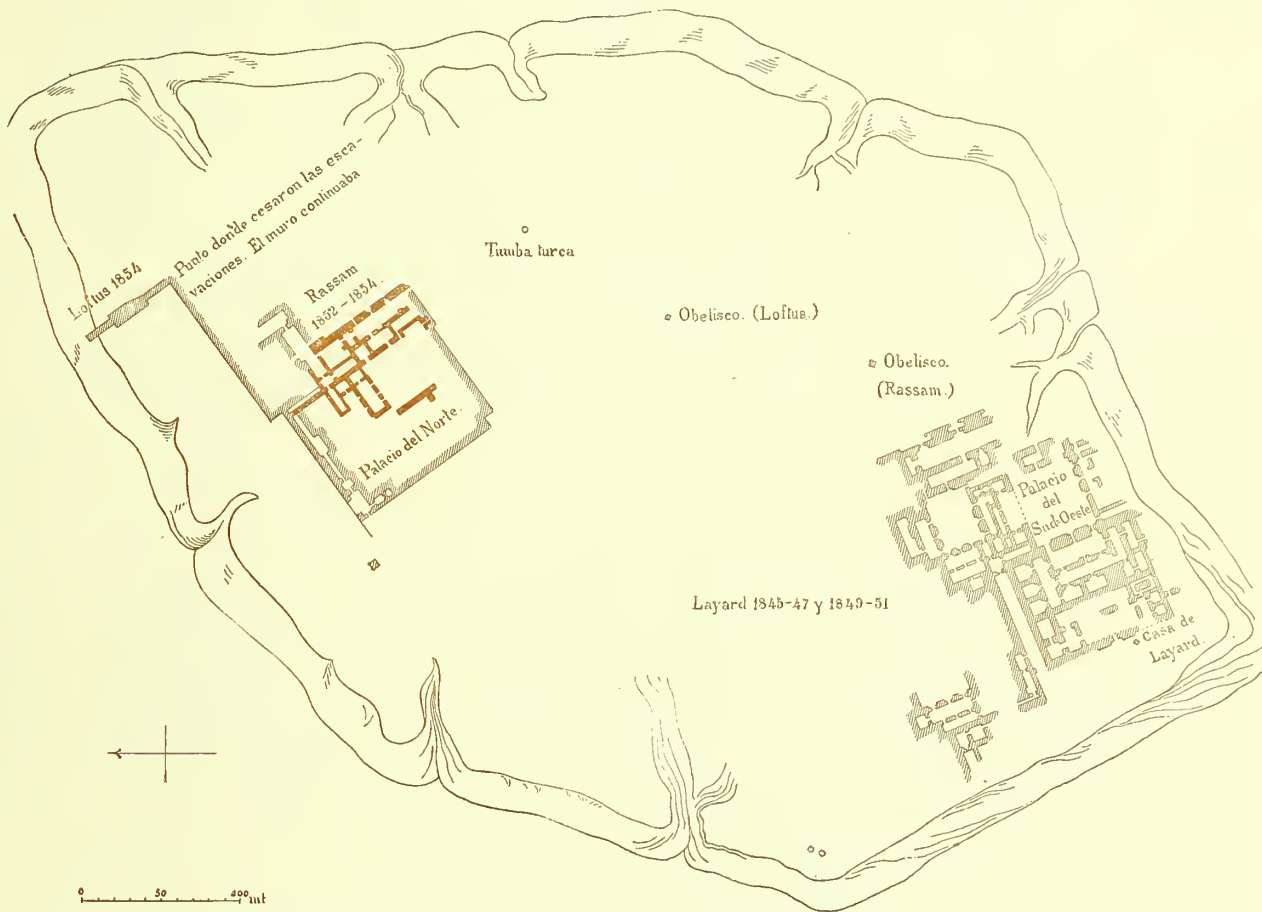 Loftus 1854
Punto donde cesaron las esca-
vaciones. El muro continuaba
Rassam
1852-1854.
Palacio del Norte.
Tumba turca
Obelisco. (Loftus.)
Obelisco.
(Rassam.)
Palacio
del
Sud-Oeste
Layard 1845-47 y 1849-51
Casa de
Layard.
0 50 100 mt